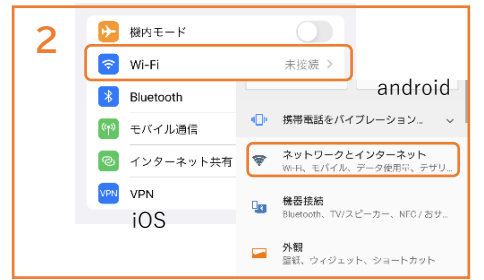 2
機内モード
Wi-Fi
未接続
Bluetooth
モバイル通信
インターネット共有
VPN
VPN
iOS
android
携帯電話をバイブレーション...
ネットワークとインターネット
Wi-Fi、モバイル、データ使用量、テザリ...
機器接続
Bluetooth、TV/スピーカー、NFC / おサ...
外観
壁紙、ウィジェット、ショートカット